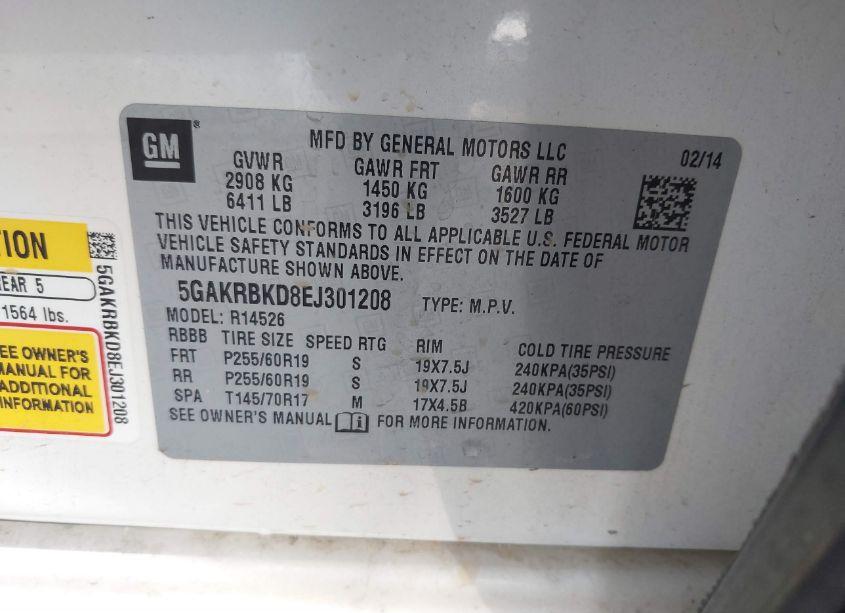 GM ®
MFD BY GENERAL MOTORS LLC 02/14
GVWR GAWR FRT GAWR RR
2908 KG 1450 KG 1600 KG
6411 LB 3196 LB 3527 LB
THIS VEHICLE CONFORMS TO ALL APPLICABLE U.S. FEDERAL MOTOR
VEHICLE SAFETY STANDARDS IN EFFECT ON THE DATE OF
MANUFACTURE SHOWN ABOVE.
5GAKRBKD8EJ301208 TYPE: M.P.V.
MODEL: R14526
RBBB TIRE SIZE SPEED RTG RIM COLD TIRE PRESSURE
FRT P255/60R19 S 19X7.5J 240KPA(35PSI)
RR P255/60R19 S 19X7.5J 240KPA(35PSI)
SPA T145/70R17 M 17X4.5B 420KPA(60PSI)
SEE OWNER'S MANUAL FOR MORE INFORMATION.
TION
EAR 5
1564 lbs.
SEE OWNER'S
MANUAL FOR
ADDITIONAL
INFORMATION
5GAKRBKD8EJ301208